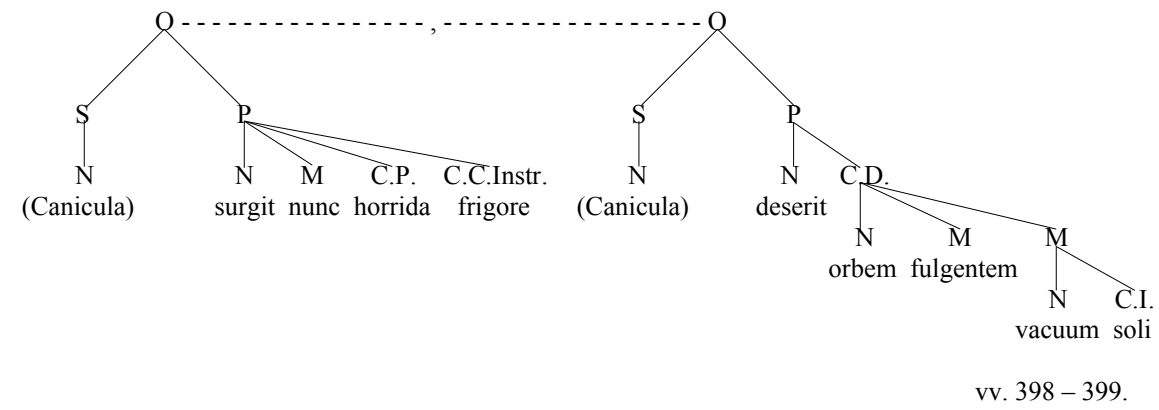 O - - - - - - - - - - - - - - - - , - - - - - - - - - - - - - - - - - O
S P S P
N N M C.P. C.C.Instr. N N C.D.
(Canicula) surgit nunc horrida frigore (Canicula) deserit
N M M
orbem fulgentem
N C.I.
vacuum soli
vv. 398 – 399.